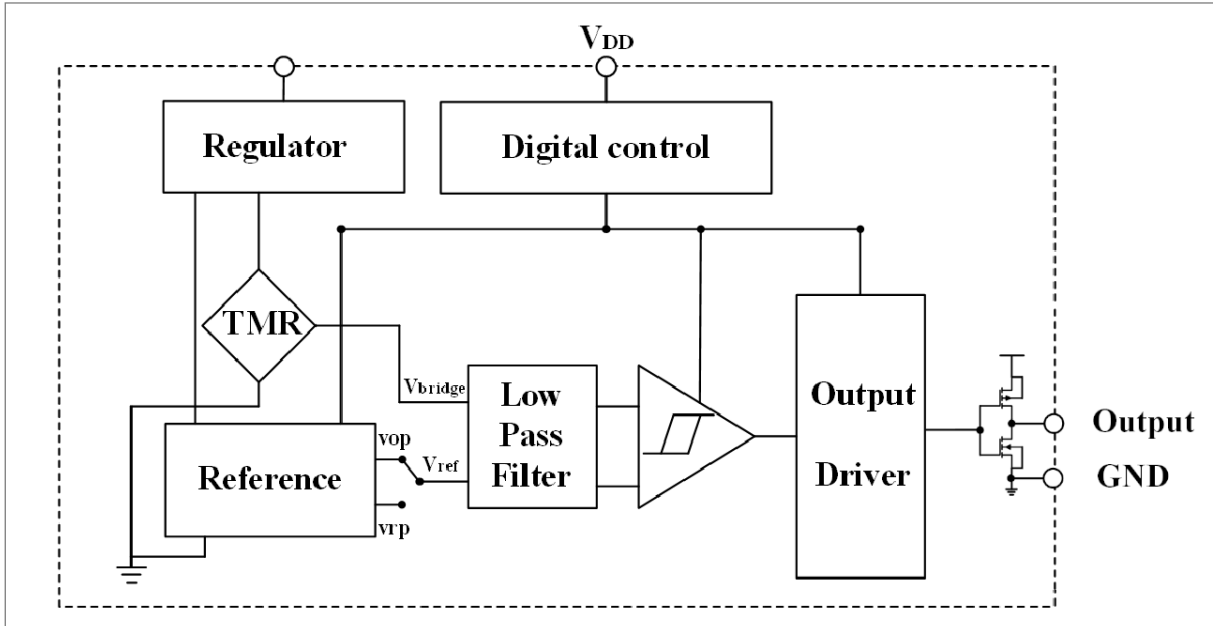 VDD
Regulator
Digital control
TMR
Vbridge
Low
Pass
Filter
Output
Driver
Output
GND
vop
Vref
Reference
vrp